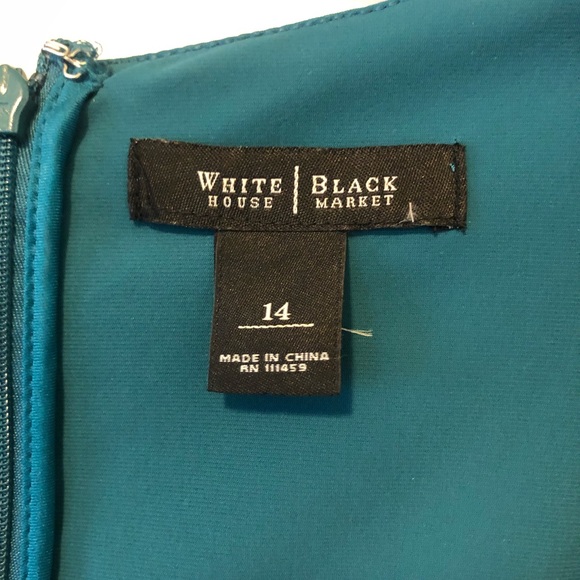 WHITE | BLACK
HOUSE | MARKET
14
MADE IN CHINA
RN 111459